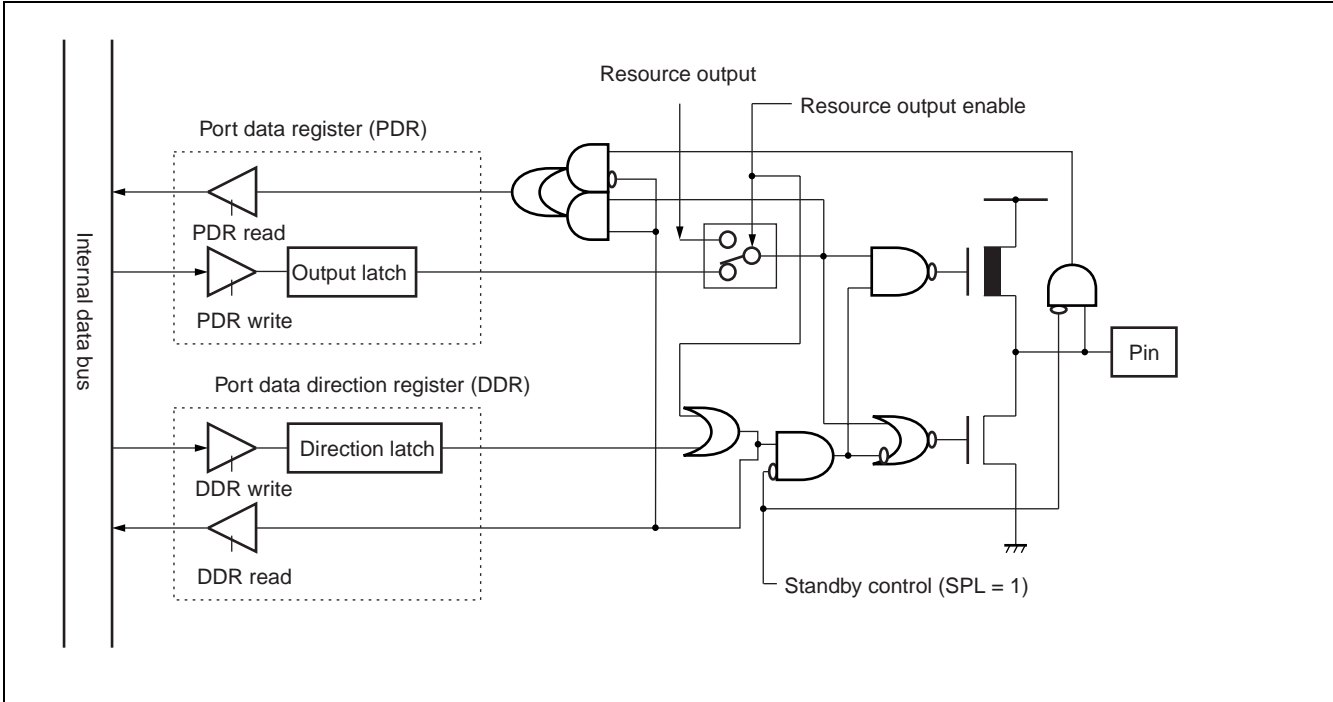 Resource output
Resource output enable
Port data register (PDR)
PDR read
Output latch
PDR write
Internal data bus
Pin
Port data direction register (DDR)
Direction latch
DDR write
DDR read
Standby control (SPL = 1)